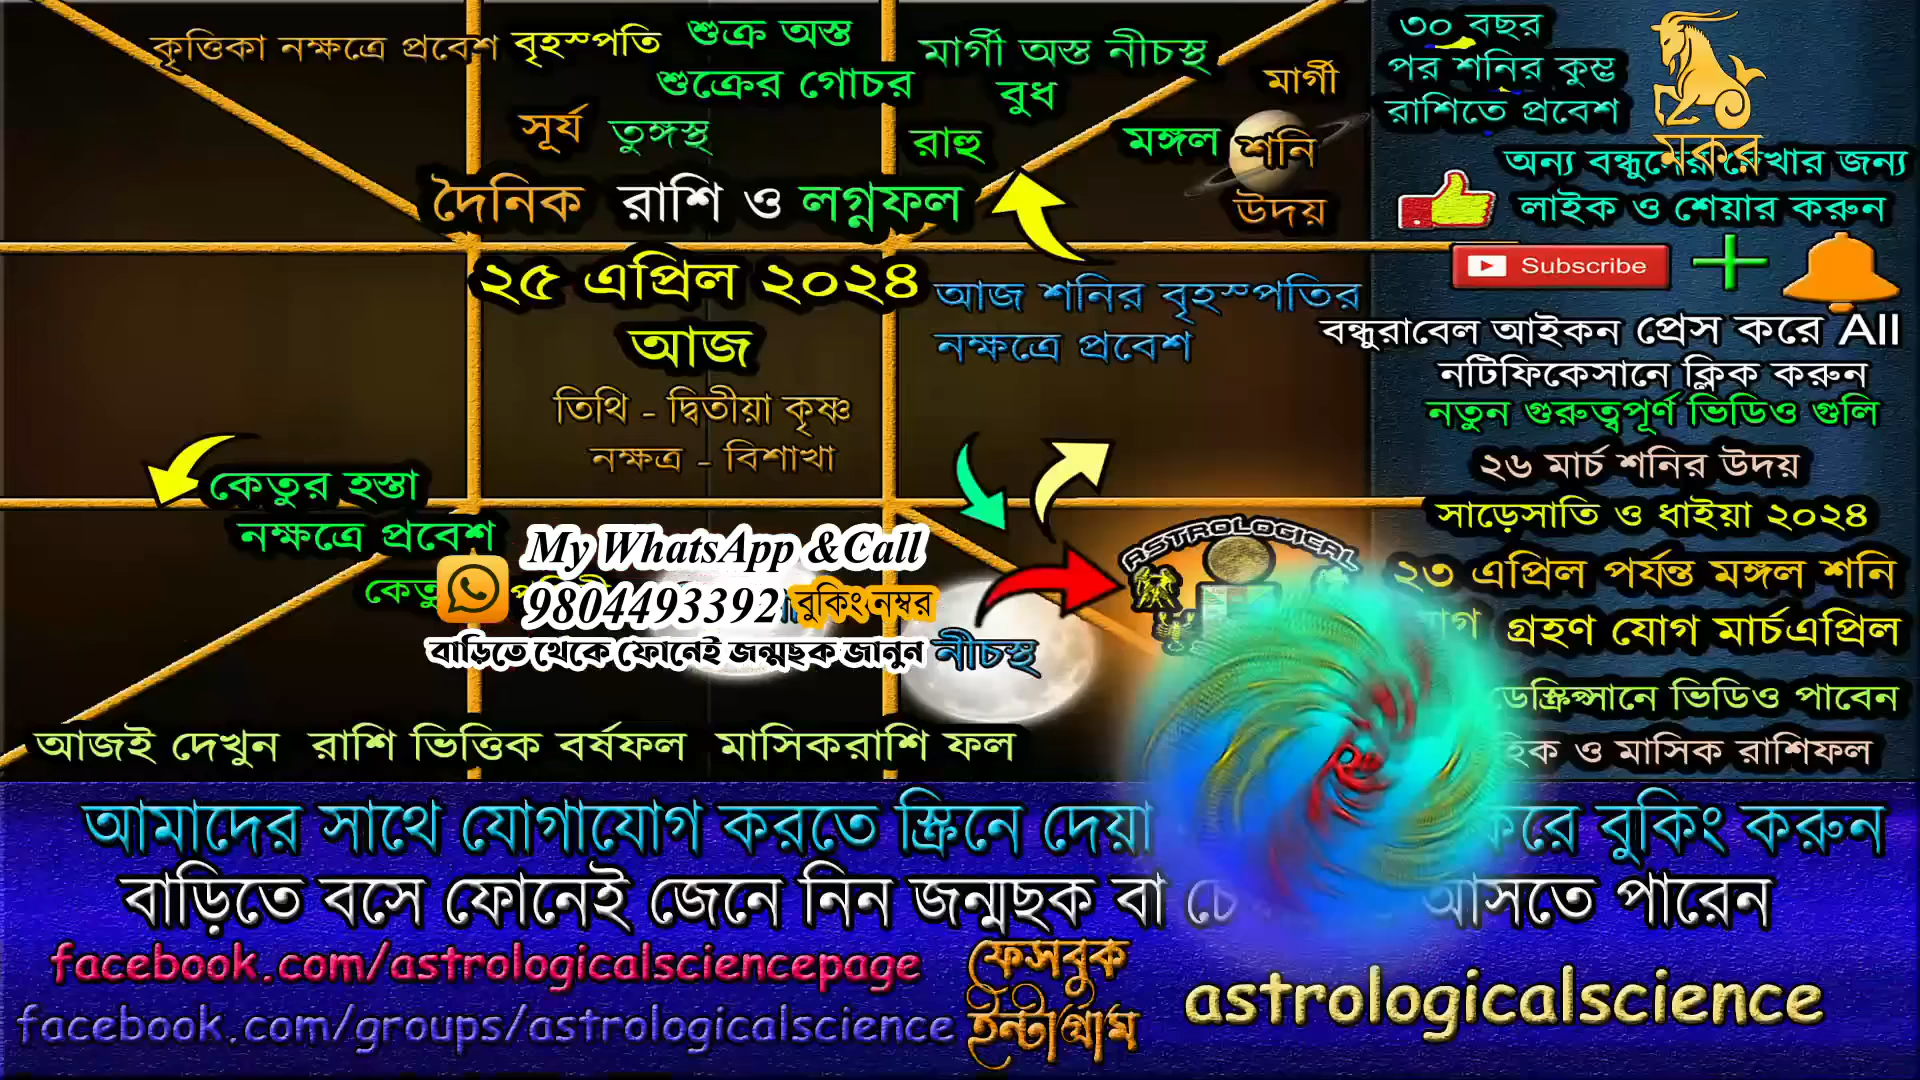 কৃত্তিকা নক্ষত্রে প্রবেশ বৃহস্পতি
শুক্র অস্ত
শুক্রের গোচর
মার্গী অস্ত নীচস্থ
বুধ
মার্গী
সূর্য তুঙ্গস্থ
রাহু
মঙ্গল শনি
উদয়
দৈনিক রাশি ও লগ্নফল
২৫ এপ্রিল ২০২৪
আজ
আজ শনির বৃহস্পতির
নক্ষত্রে প্রবেশ
তিথি - দ্বিতীয়া কৃষ্ণ
নক্ষত্র - বিশাখা
কেতুর হস্তা
নক্ষত্রে প্রবেশ
My WhatsApp &Call
9804493392
বুকিং নম্বর
বাড়িতে থেকে ফোনেই জন্মছক জানুন
নীচস্থ
ASTROLOGICAL
আজই দেখুন রাশি ভিত্তিক বর্ষফল মাসিকরাশি ফল
৩০ বছর
পর শনির কুম্ভ
রাশিতে প্রবেশ
মকর
অন্য বন্ধুদের দেখার জন্য
লাইক ও শেয়ার করুন
Subscribe
বন্ধুরাবেল আইকন প্রেস করে All
নটিফিকেসানে ক্লিক করুন
নতুন গুরুত্বপূর্ণ ভিডিও গুলি
২৬ মার্চ শনির উদয়
সাড়েসাতি ও ধাইয়া ২০২৪
২৩ এপ্রিল পর্যন্ত মঙ্গল শনি
গ্রহণ যোগ মার্চএপ্রিল
ডেস্ক্রিপ্সানে ভিডিও পাবেন
ও মাসিক রাশিফল
আমাদের সাথে যোগাযোগ করতে স্ক্রিনে দেয়া করে বুকিং করুন
বাড়িতে বসে ফোনেই জেনে নিন জন্মছক বা আসতে পারেন
facebook.com/astrologicalsciencepage
facebook.com/groups/astrologicalscience
ফেসবুক
ইন্টাগ্রাম
astrologicalscience